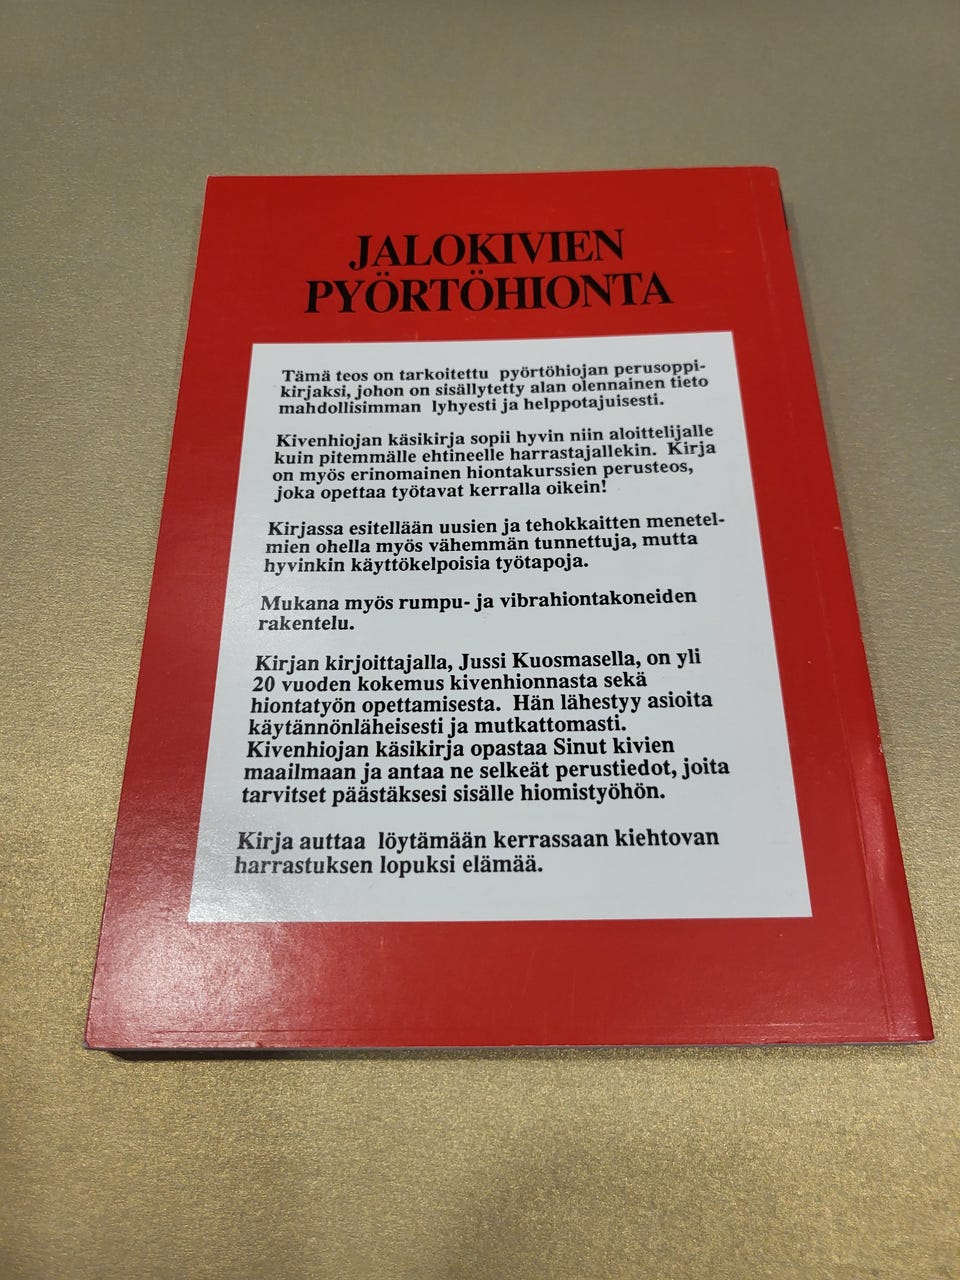 JALOKIVIEN
PYÖRTÖHIONTA
Tämä teos on tarkoitettu pyörtöhiojan perusoppi-
kirjaksi, johon on sisällytetty alan olennainen tieto
mahdollisimman lyhyesti ja helppotajuisesti.
Kivenhiojan käsikirja sopii hyvin niin aloittelijalle
kuin pitemmälle ehtineelle harrastajallekin. Kirja
on myös erinomainen hiontakurssien perusteos,
joka opettaa työtavat kerralla oikein!
Kirjassa esitellään uusien ja tehokkaitten menetel-
mien ohella myös vähemmän tunnettuja, mutta
hyvinkin käyttökelpoisia työtapoja.
Mukana myös rumpu- ja vibrahiontakoneiden
rakentelu.
Kirjan kirjoittajalla, Jussi Kuosmasella, on yli
20 vuoden kokemus kivenhionnasta sekä
hiontatyön opettamisesta. Hän lähestyy asioita
käytännönläheisesti ja mutkattomasti.
Kivenhiojan käsikirja opastaa Sinut kivien
maailmaan ja antaa ne selkeät perustiedot, joita
tarvitset päästäksesi sisälle hiomistyöhön.
Kirja auttaa löytämään kerrassaan kiehtovan
harrastuksen lopuksi elämää.